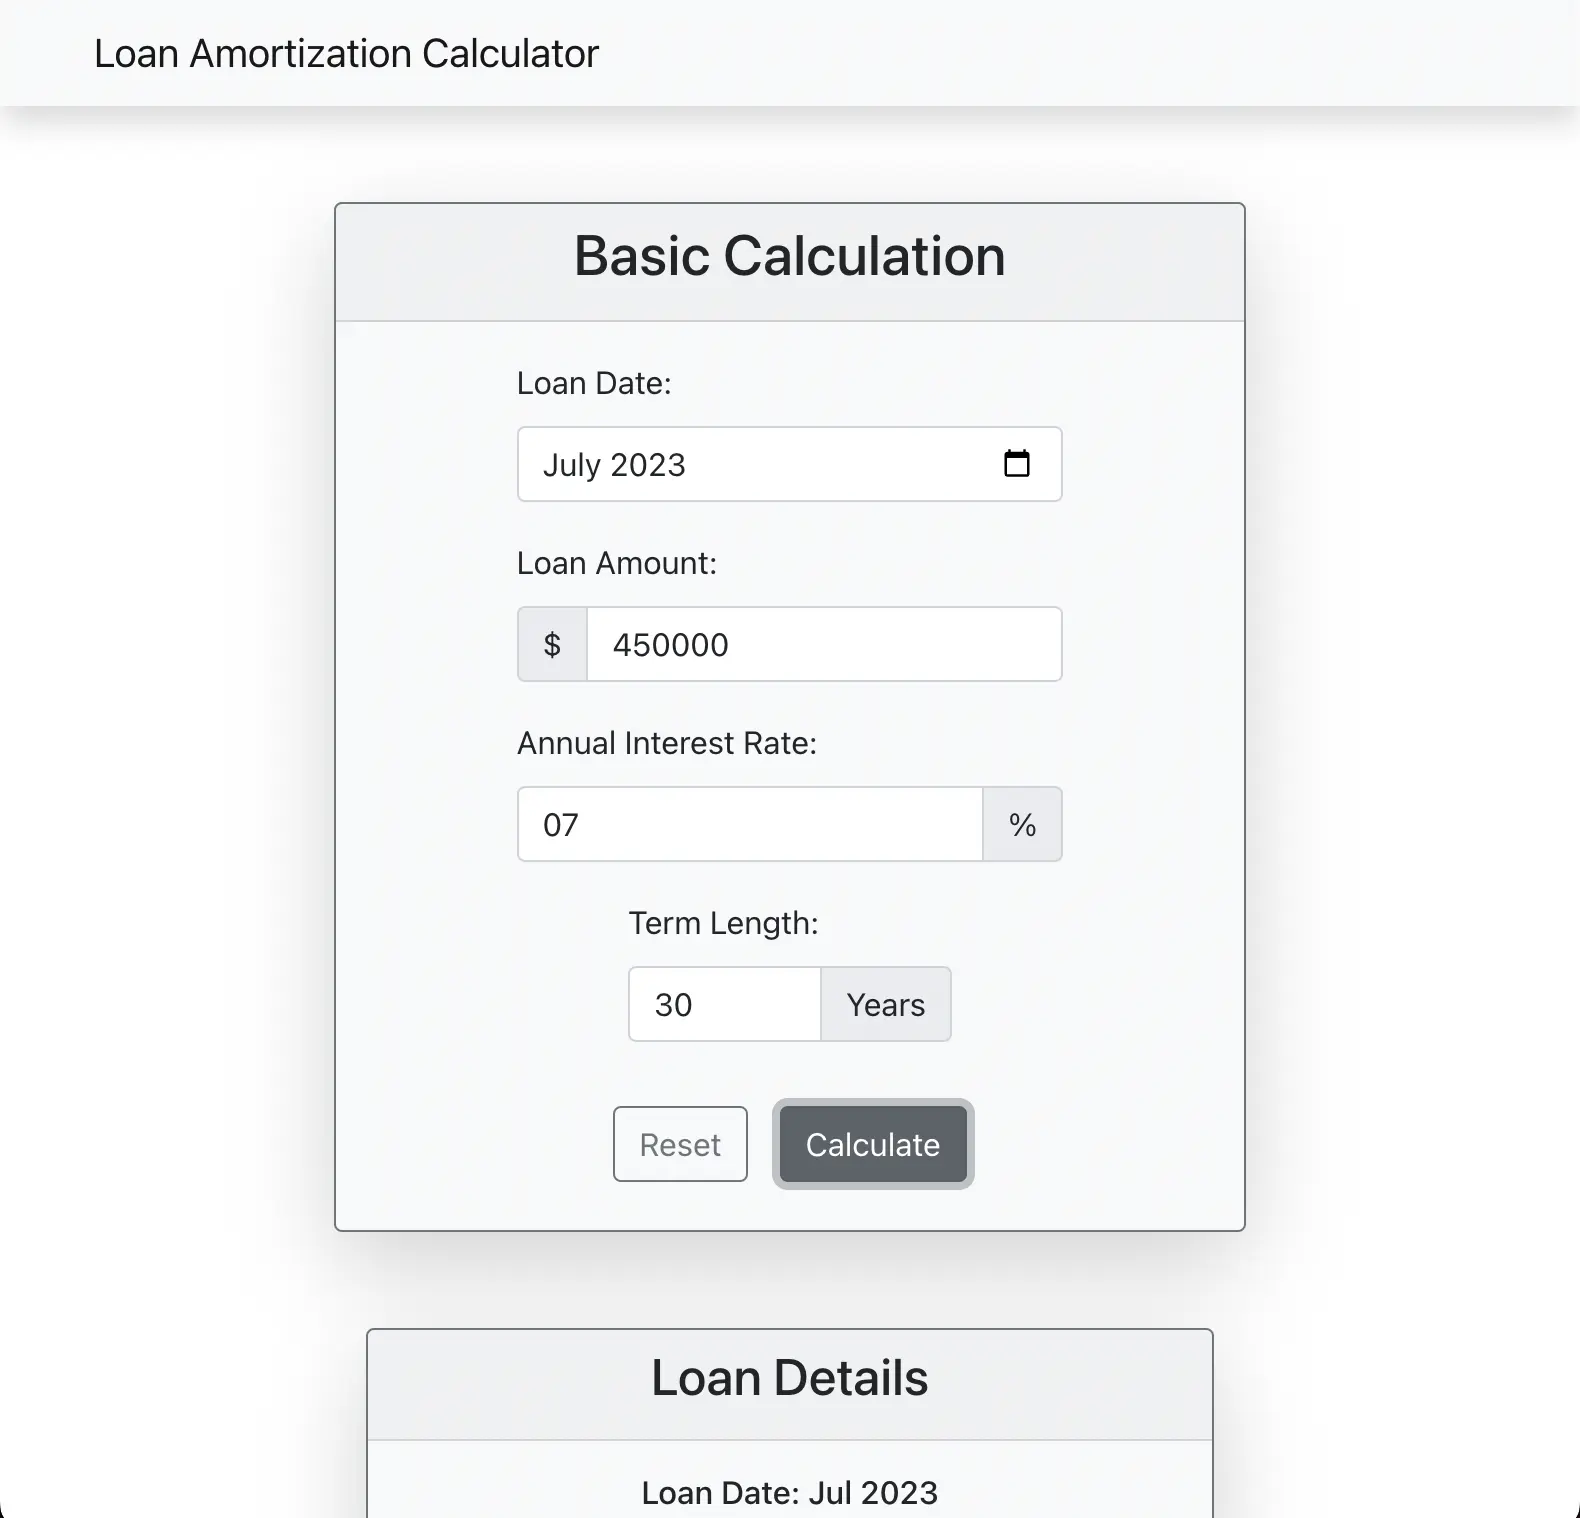 Loan Amortization Calculator
Basic Calculation
Loan Date:
July 2023
Loan Amount:
$ 450000
Annual Interest Rate:
07 %
Term Length:
30 Years
Reset Calculate
Loan Details
Loan Date: Jul 2023